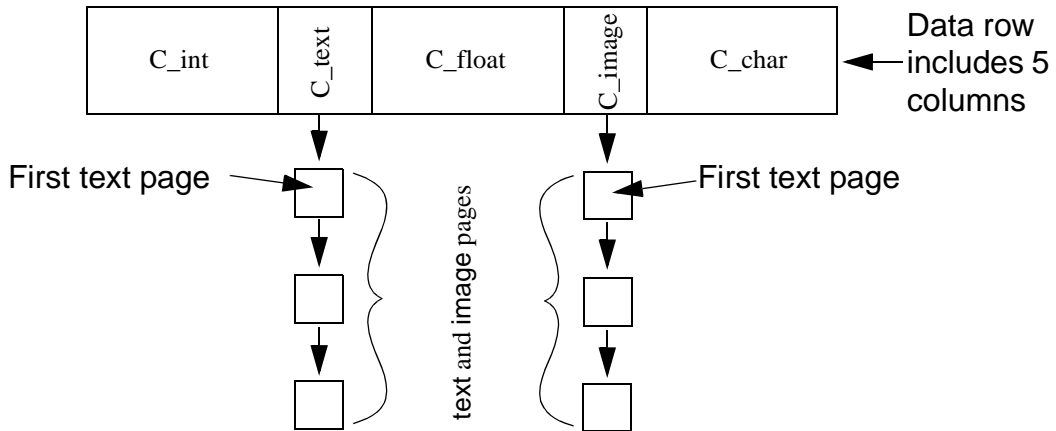 C_int
C_text
C_float
C_image
C_char
Data row
includes 5
columns
First text page
First text page
text and image pages